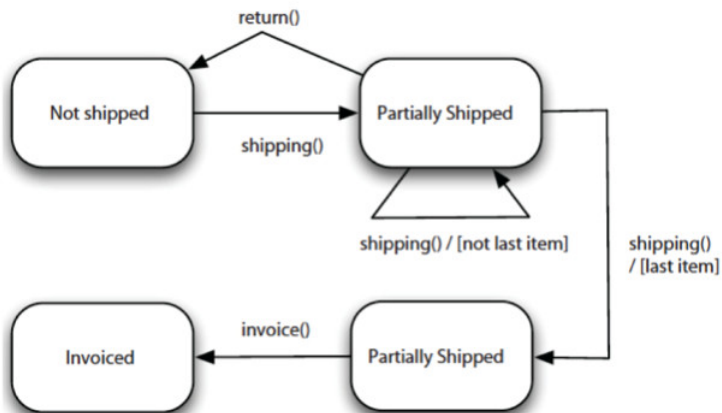 return()
Not shipped
Partially Shipped
shipping()
shipping() / [not last item]
shipping()
/ [last item]
invoice()
Invoiced
Partially Shipped